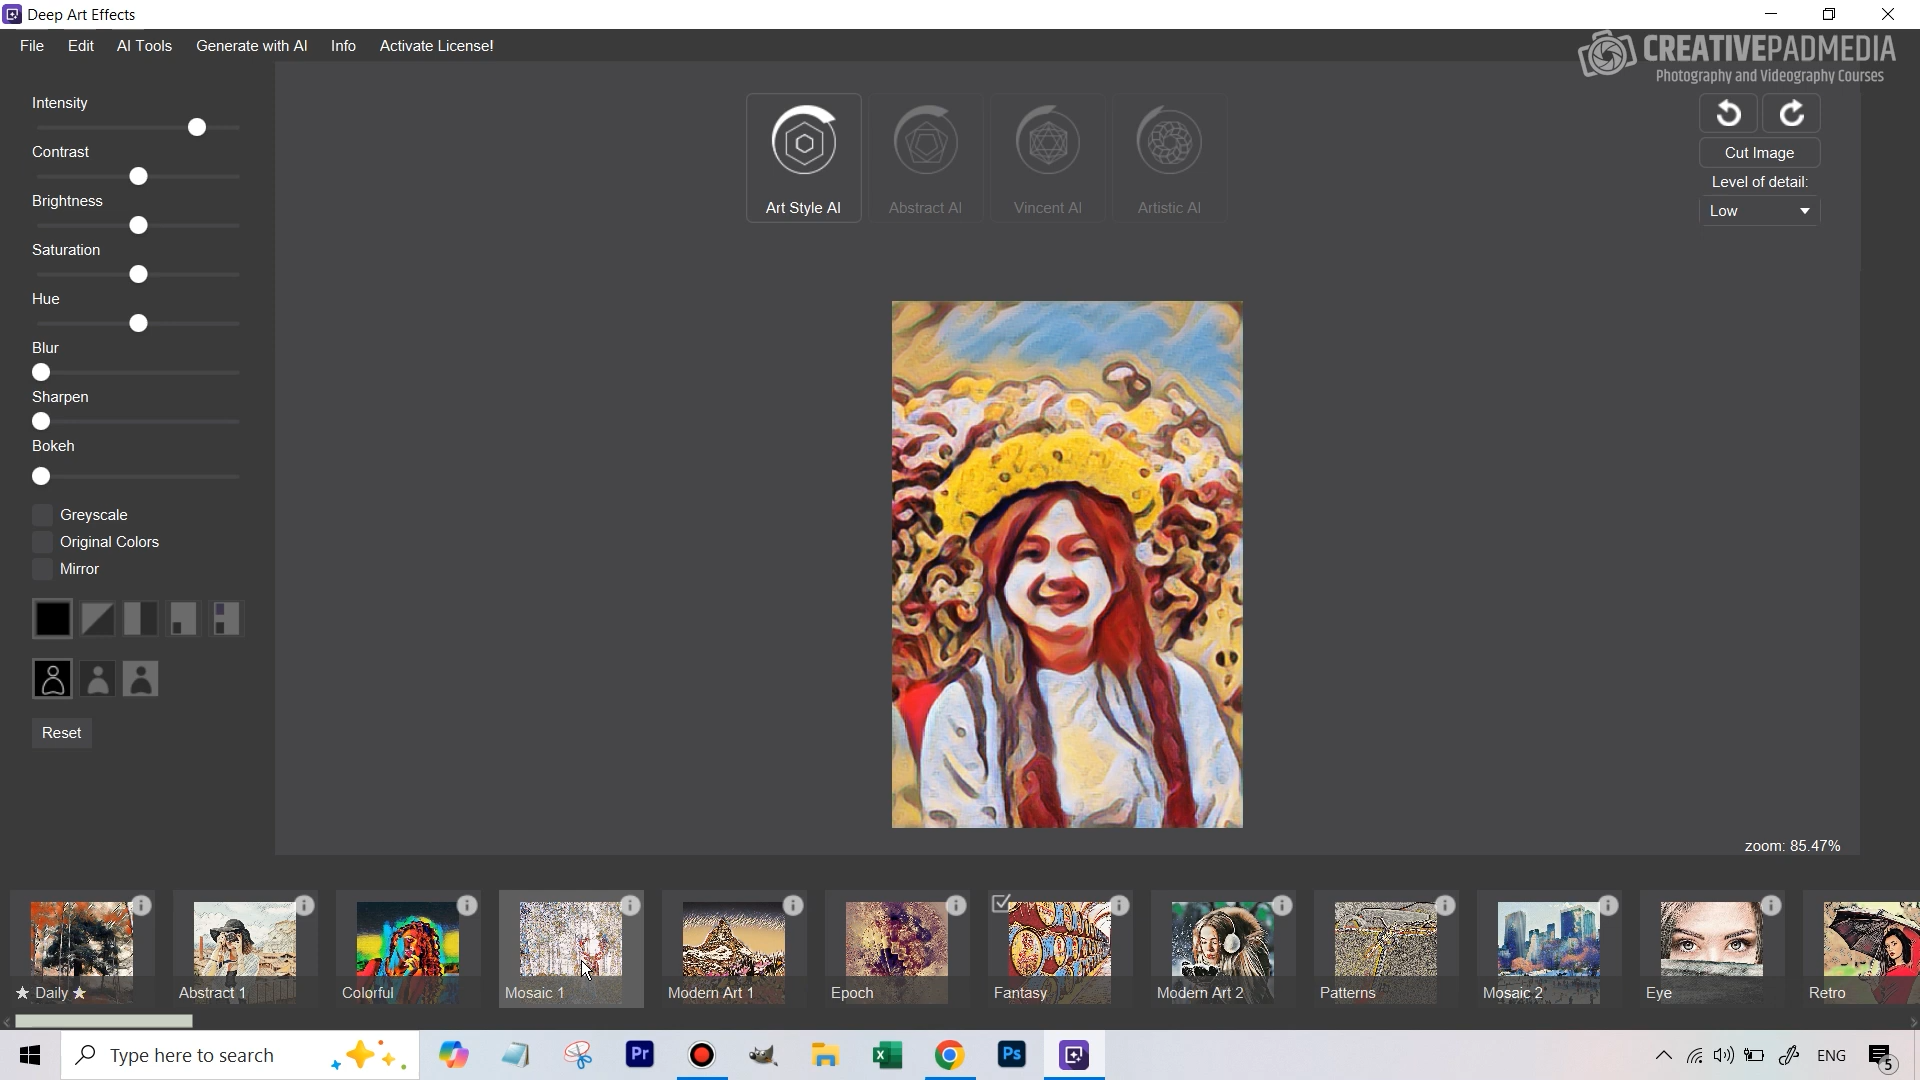 Deep Art Effects
File Edit AI Tools Generate with AI Info Activate License!
CREATIVEPADMEDIA
Photography and Videography Courses
Intensity
Contrast
Brightness
Saturation
Hue
Blur
Sharpen
Bokeh
Greyscale
Original Colors
Mirror
Reset
Art Style AI
Abstract AI
Vincent AI
Artistic AI
Cut Image
Level of detail:
Low
zoom: 85.47%
★ Daily ★
Abstract 1
Colorful
Mosaic 1
Modern Art 1
Epoch
Fantasy
Modern Art 2
Patterns
Mosaic 2
Eye
Retro
Type here to search
Pr
Ps
ENG
5